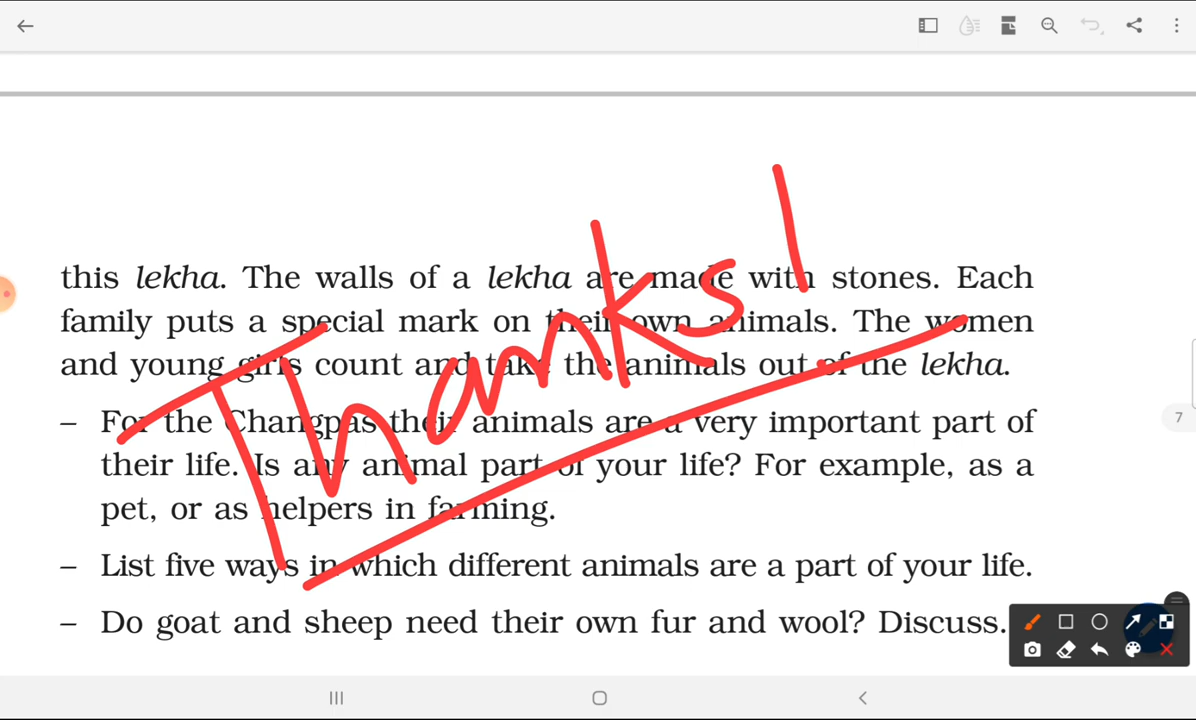 this lekha. The walls of a lekha are made with stones. Each
family puts a special mark on their own animals. The women
and young girls count and take the animals out of the lekha.
– For the Changpas their animals are a very important part of
their life. Is any animal part of your life? For example, as a
pet, or as helpers in farming.
– List five ways in which different animals are a part of your life.
– Do goat and sheep need their own fur and wool? Discuss.
Thanks!
7